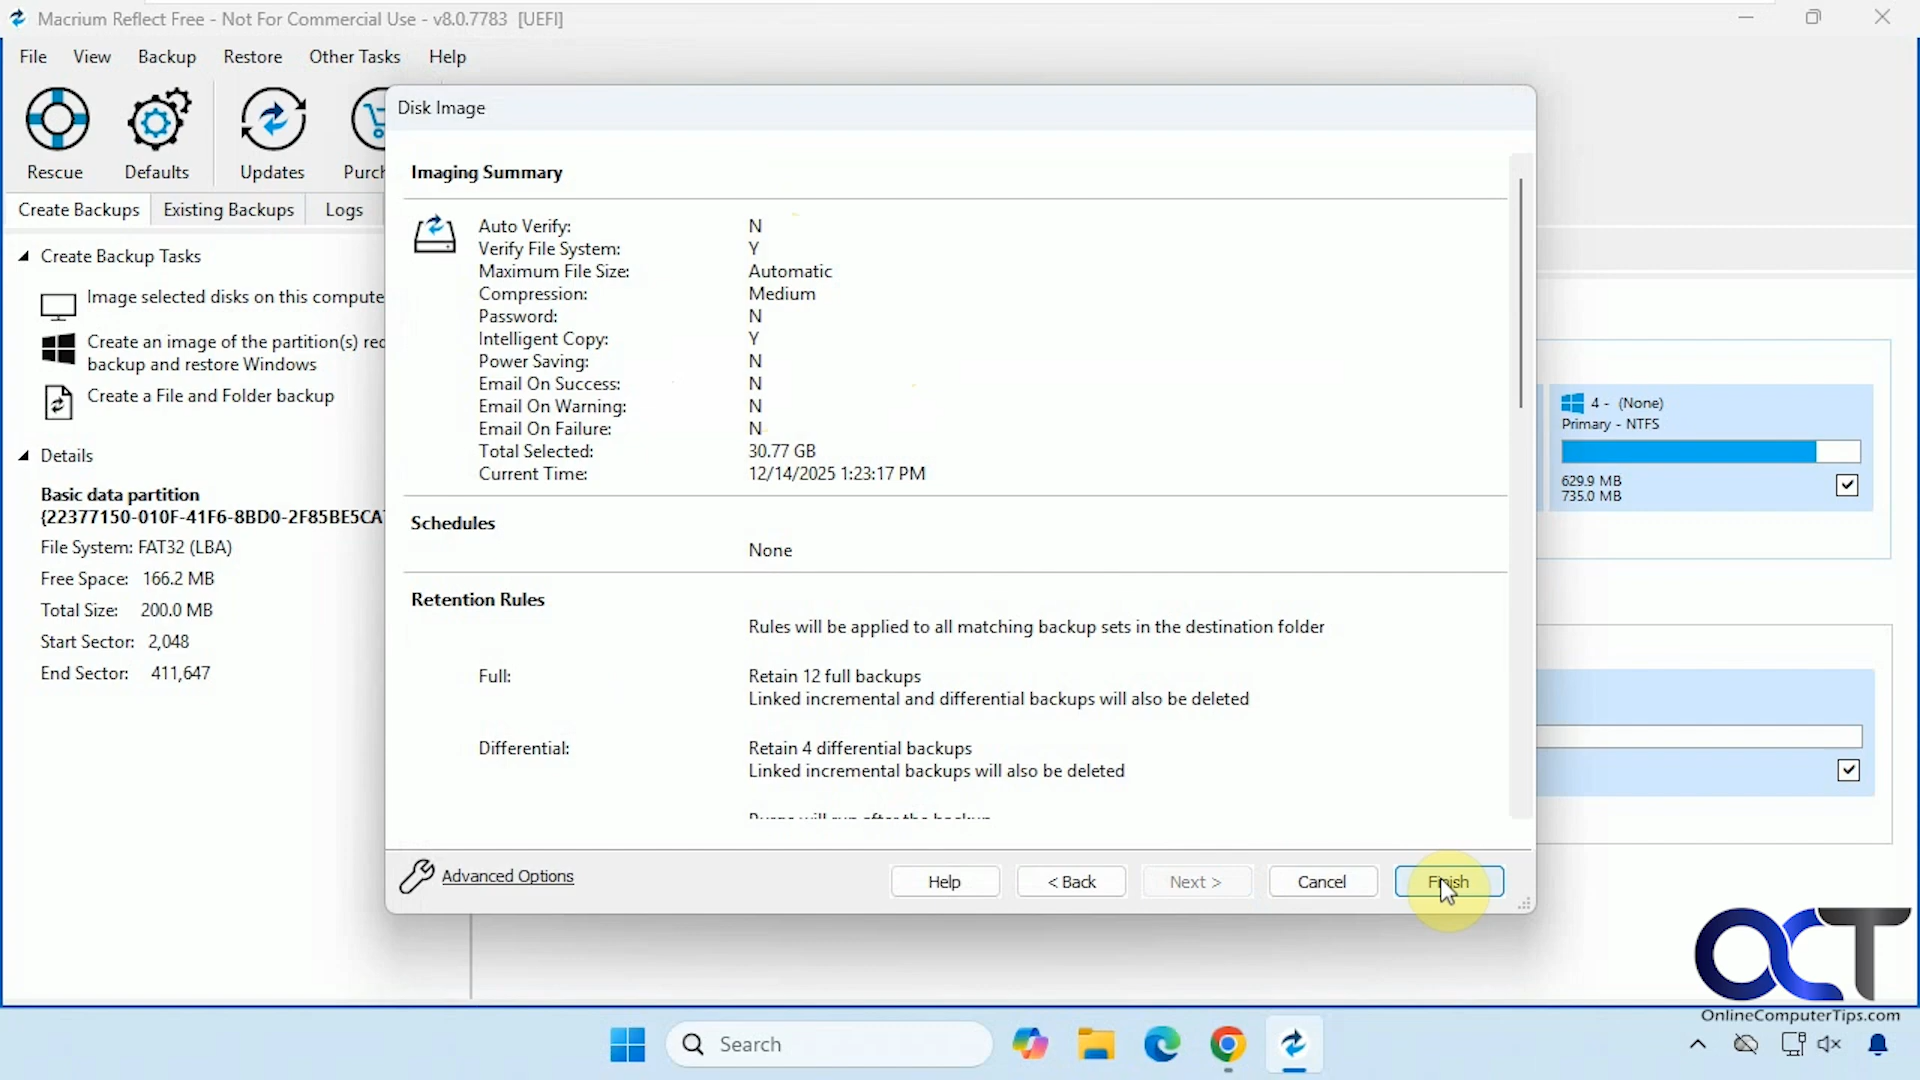 Macrium Reflect Free - Not For Commercial Use - v8.0.7783 [UEFI]
File View Backup Restore Other Tasks Help
Rescue Defaults Updates
Create Backups Existing Backups Logs
Create Backup Tasks
Image selected disks on this compute
Create an image of the partition(s) rec
backup and restore Windows
Create a File and Folder backup
Details
Basic data partition
{22377150-010F-41F6-8BD0-2F85BE5CA
File System: FAT32 (LBA)
Free Space: 166.2 MB
Total Size: 200.0 MB
Start Sector: 2,048
End Sector: 411,647
Disk Image
Imaging Summary
Auto Verify: N
Verify File System: Y
Maximum File Size: Automatic
Compression: Medium
Password: N
Intelligent Copy: Y
Power Saving: N
Email On Success: N
Email On Warning: N
Email On Failure: N
Total Selected: 30.77 GB
Current Time: 12/14/2025 1:23:17 PM
Schedules
None
Retention Rules
Rules will be applied to all matching backup sets in the destination folder
Full: Retain 12 full backups
Linked incremental and differential backups will also be deleted
Differential: Retain 4 differential backups
Linked incremental backups will also be deleted
Advanced Options
Help < Back Next > Cancel Finish
4 - (None)
Primary - NTFS
629.9 MB
735.0 MB
OCT
OnlineComputerTips.com
Search